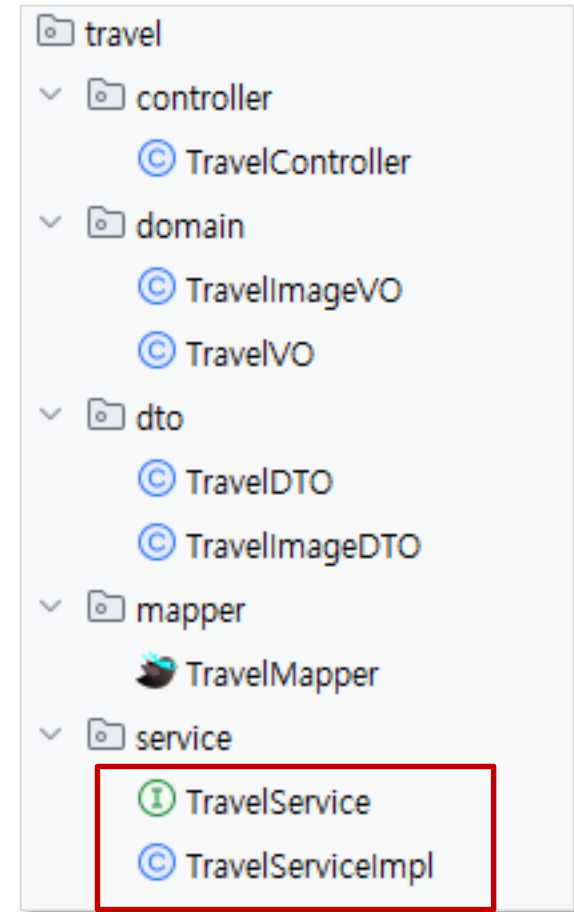 travel
controller
C TravelController
domain
C TravelImageVO
C TravelVO
dto
C TravelDTO
C TravelImageDTO
mapper
TravelMapper
service
I TravelService
C TravelServiceImpl